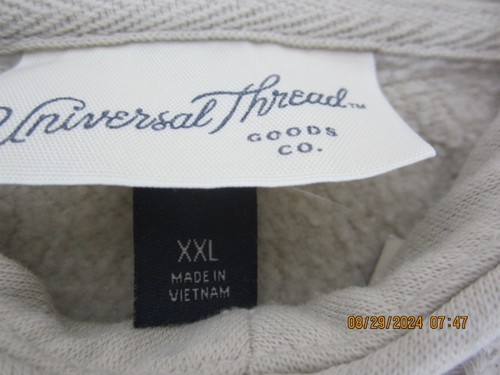 Universal Thread™
GOODS
CO.
XXL
MADE IN
VIETNAM
08/29/2024 07:47